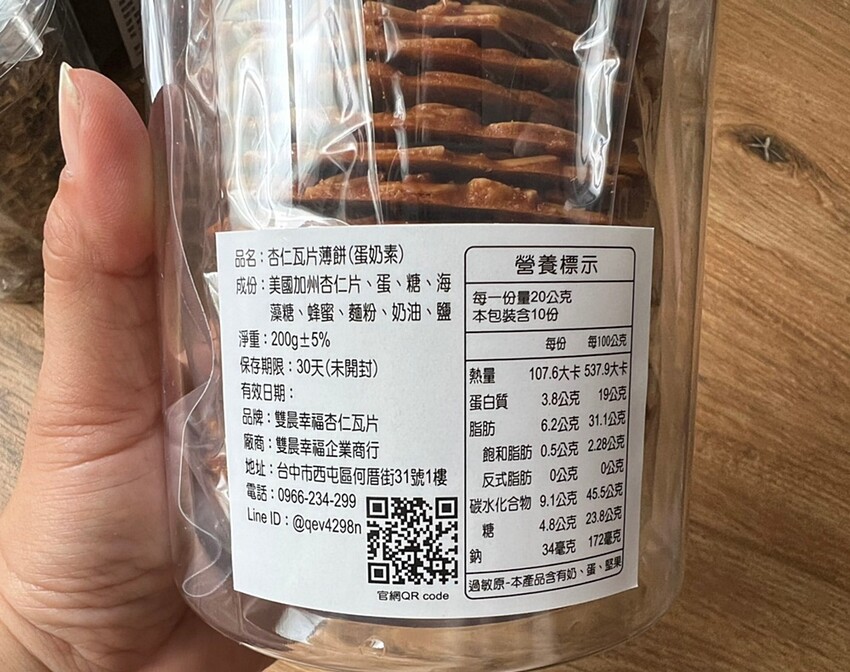 品名：杏仁瓦片薄餅(蛋奶素)
成份：美國加州杏仁片、蛋、糖、海
藻糖、蜂蜜、麵粉、奶油、鹽
淨重：200g±5%
保存期限：30天(未開封)
有效日期：
品牌：雙晨幸福杏仁瓦片
廠商：雙晨幸福企業商行
地址：台中市西屯區何厝街31號1樓
電話：0966-234-299
Line ID：@qev4298n
官網QR code
營養標示
每一份量20公克
本包裝含10份
每份 每100公克
熱量 107.6大卡 537.9大卡
蛋白質 3.8公克 19公克
脂肪 6.2公克 31.1公克
飽和脂肪 0.5公克 2.28公克
反式脂肪 0公克 0公克
碳水化合物 9.1公克 45.5公克
糖 4.8公克 23.8公克
鈉 34毫克 172毫克
過敏原-本產品含有奶、蛋、堅果